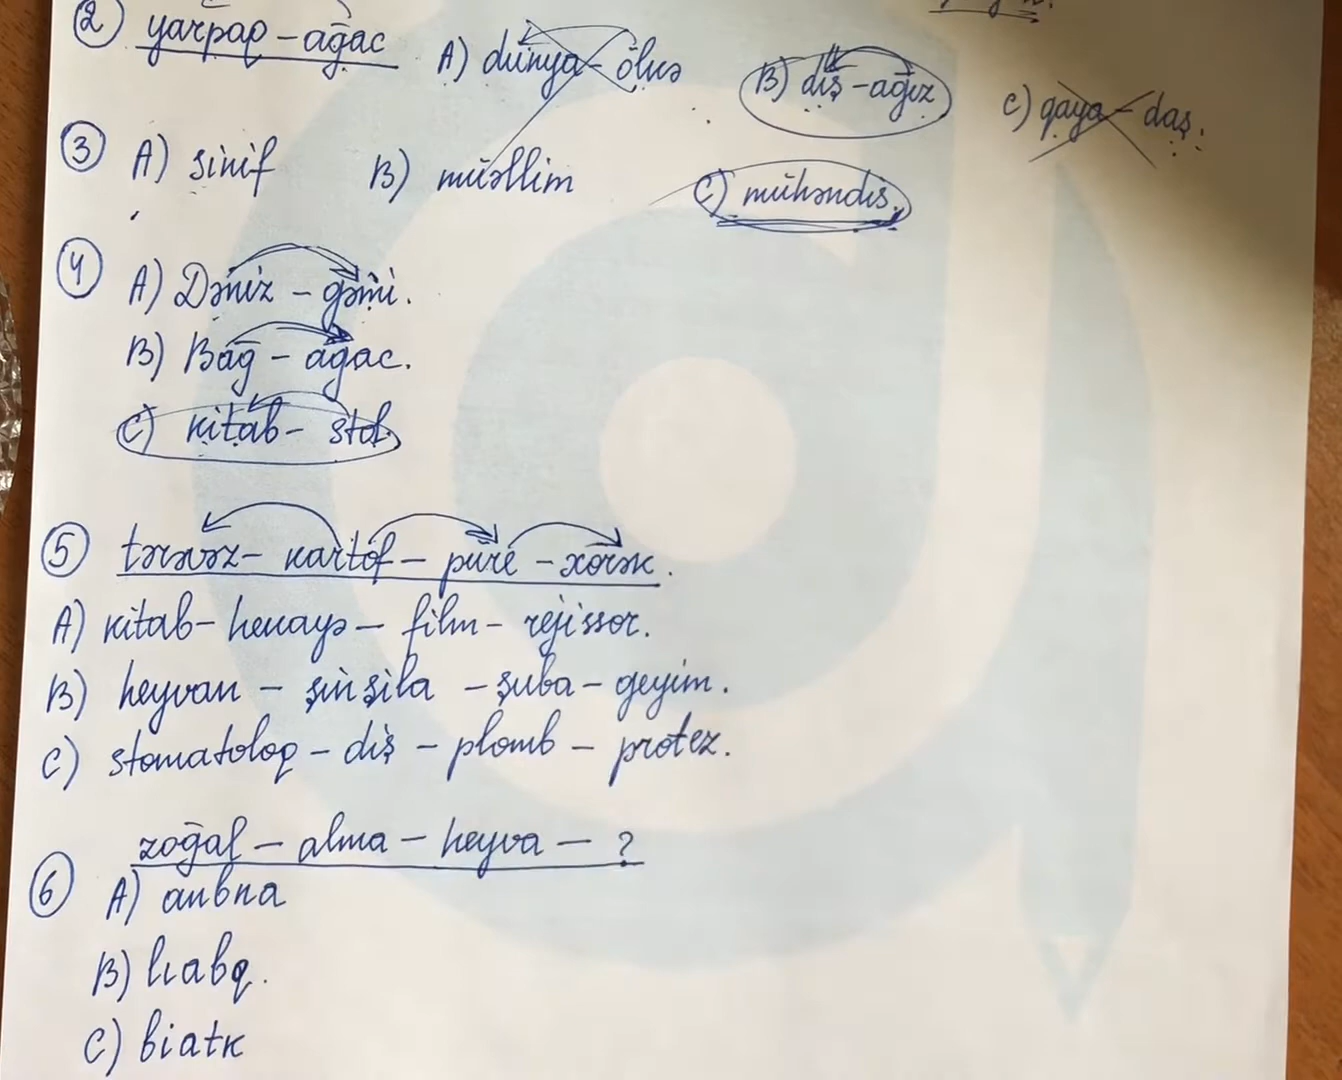 2 yarpaq – ağac A) dünya – ölkə B) diş – ağız C) qaya – daş.
3 A) sinif B) müəllim C) mühəndis.
4 A) Dəniz – gəmi.
B) Bağ – ağac.
C) kitab – stol.
5 tərəvəz – kartof – püre – xörək.
A) kitab – hekayə – film – rejissor.
B) heyvan – şinşila – şuba – geyim.
C) stomatoloq – diş – plomb – protez.
zoğal – alma – heyva – ?
6 A) anbna
B) lıabq.
C) biatk